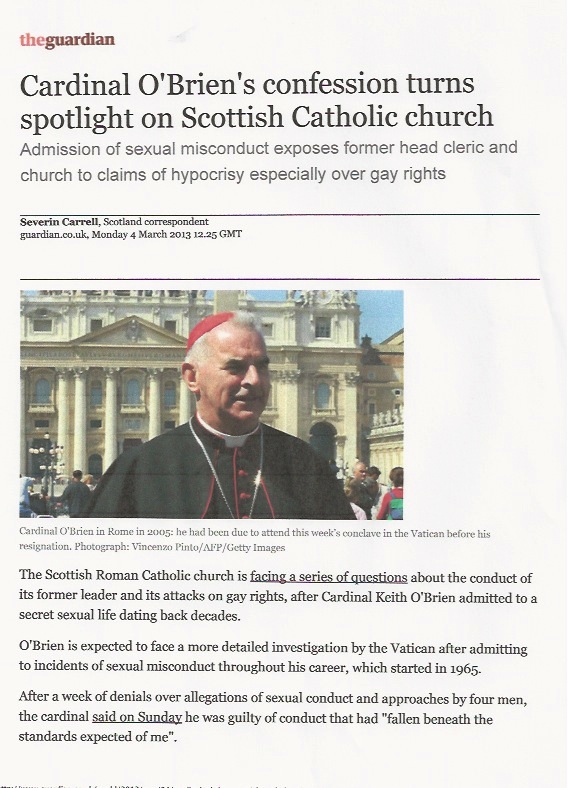 theguardian
Cardinal O'Brien's confession turns
spotlight on Scottish Catholic church
Admission of sexual misconduct exposes former head cleric and
church to claims of hypocrisy especially over gay rights
Severin Carrell, Scotland correspondent
guardian.co.uk, Monday 4 March 2013 12.25 GMT
Cardinal O'Brien in Rome in 2005: he had been due to attend this week's conclave in the Vatican before his
resignation. Photograph: Vincenzo Pinto/AFP/Getty Images
The Scottish Roman Catholic church is facing a series of questions about the conduct of
its former leader and its attacks on gay rights, after Cardinal Keith O'Brien admitted to a
secret sexual life dating back decades.
O'Brien is expected to face a more detailed investigation by the Vatican after admitting
to incidents of sexual misconduct throughout his career, which started in 1965.
After a week of denials over allegations of sexual conduct and approaches by four men,
the cardinal said on Sunday he was guilty of conduct that had "fallen beneath the
standards expected of me".